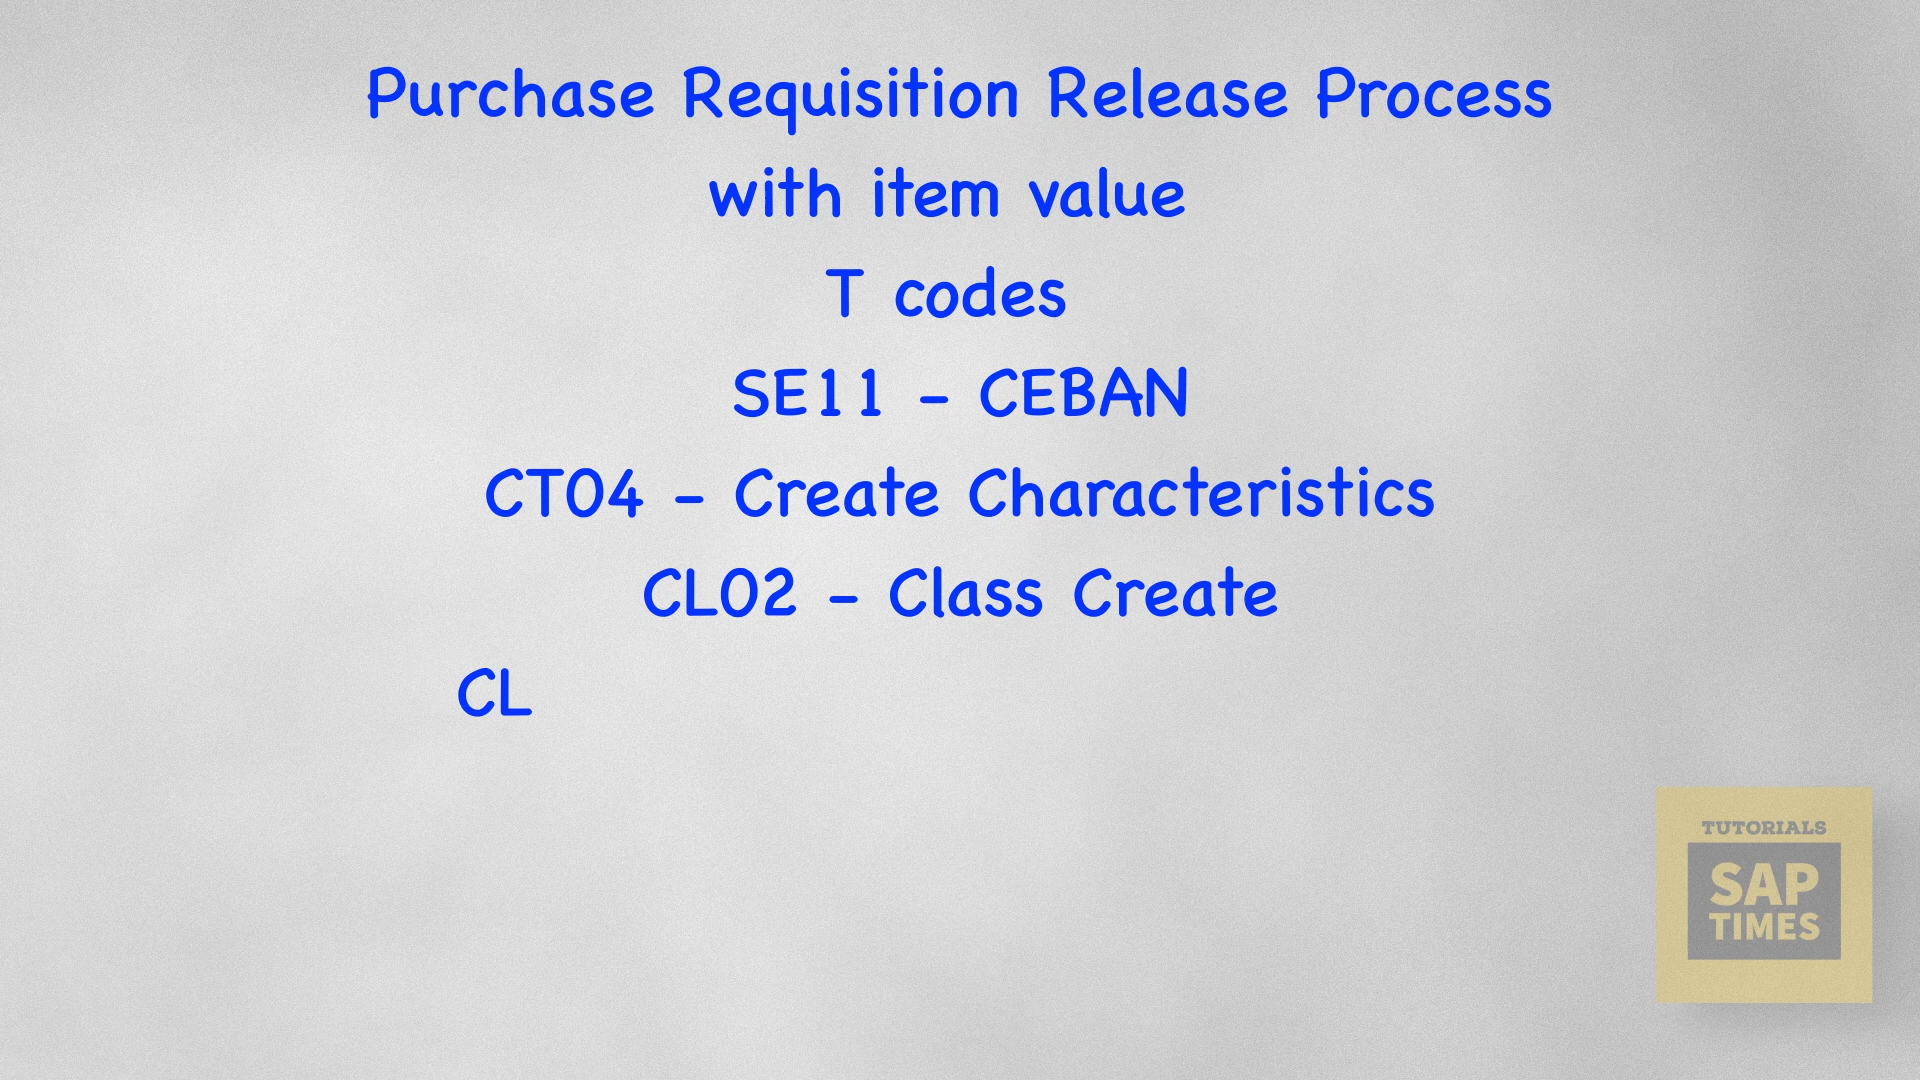 Purchase Requisition Release Process
with item value
T codes
SE11 - CEBAN
CT04 - Create Characteristics
CL02 - Class Create
CL
TUTORIALS
SAP
TIMES